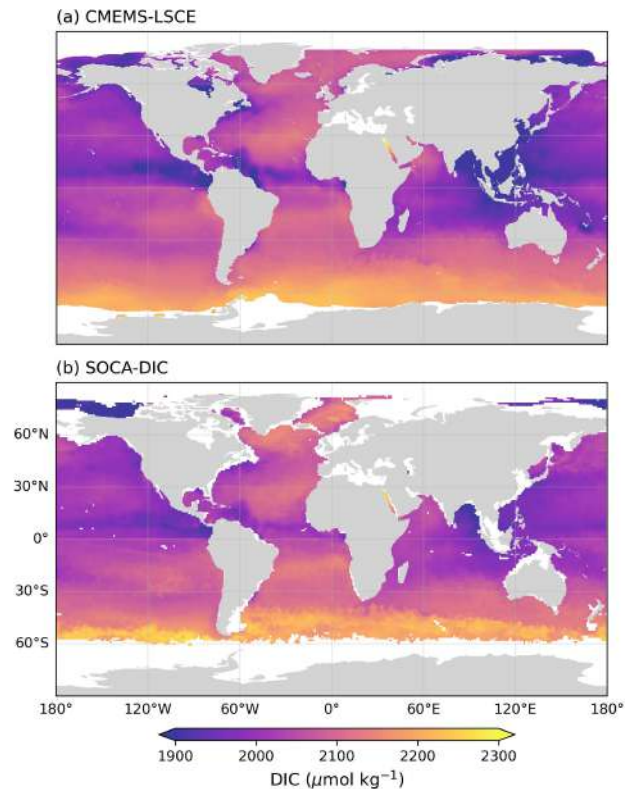 (a) CMEMS-LSCE
(b) SOCA-DIC
60°N
30°N
0°
30°S
60°S
180° 120°W 60°W 0° 60°E 120°E 180°
1900 2000 2100 2200 2300
DIC (μmol kg⁻¹)